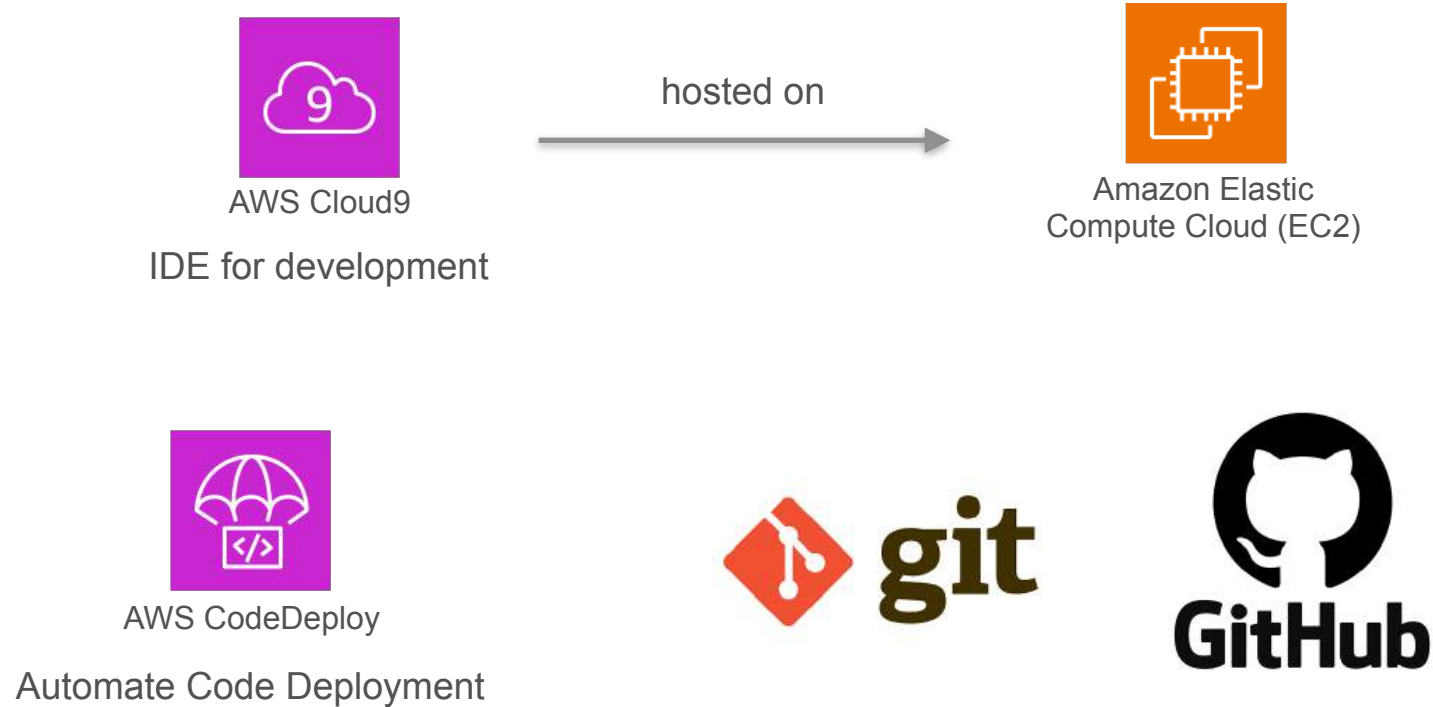 9
hosted on
AWS Cloud9
Amazon Elastic
Compute Cloud (EC2)
IDE for development
</>
AWS CodeDeploy
Automate Code Deployment
git
GitHub